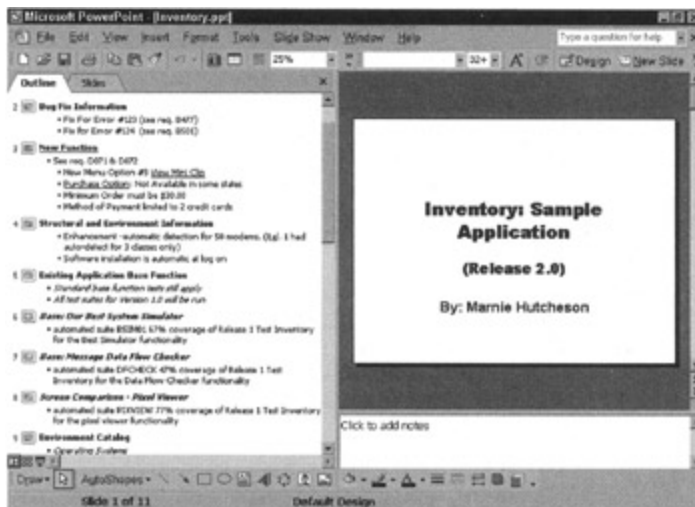 Microsoft PowerPoint - [Inventory.ppt]
File Edit View Insert Format Tools Slide Show Window Help
Type a question for help
25%
32+
Design
New Slide
Outline
Slides
2 Bug Fix Information
• Fix For Error #123 (see req. B477)
• Fix for Error #124 (see req. B501)
3 New Function
• See req. D071 & D072
• New Menu Option #5 View Mini Clip
• Purchase Option: Not Available in some states
• Minimum Order must be $30.00
• Method of Payment limited to 2 credit cards
4 Structural and Environment Information
• Enhancement -automatic detection for 50 modems. (Rgl. 1 had
autodetect for 3 classes only)
• Software installation is automatic at log on
5 Existing Application Base Function
• Standard base function tests still apply
• All test suites for Version 1.0 will be run
6 Base: Our Best System Simulator
• automated suite 67% coverage of Release 1 Test Inventory
for the Best Simulator functionality
7 Base: Message Data Flow Checker
• automated suite DFCHECK 47% coverage of Release 1 Test
Inventory for the Data Flow Checker functionality
8 Screen Comparison - Pixel Viewer
• automated suite PIXVIEW 77% coverage of Release 1 Test Inventory
for the pixel viewer functionality
9 Environment Catalog
• Operating Systems
Inventory: Sample
Application
(Release 2.0)
By: Marnie Hutcheson
Click to add notes
Draw
AutoShapes
Slide 1 of 11
Default Design